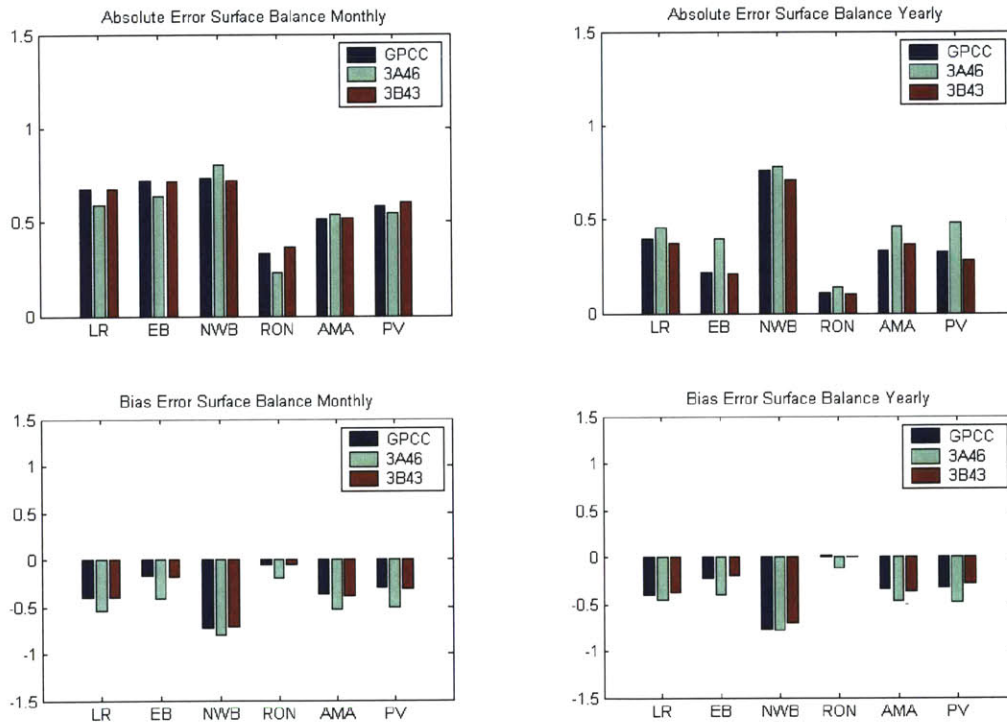 Absolute Error Surface Balance Monthly
1.5
1
0.5
0
GPCC
3A46
3B43
LR EB NWB RON AMA PV
Absolute Error Surface Balance Yearly
1.5
1
0.5
0
GPCC
3A46
3B43
LR EB NWB RON AMA PV
Bias Error Surface Balance Monthly
1.5
1
0.5
0
-0.5
-1
-1.5
GPCC
3A46
3B43
LR EB NWB RON AMA PV
Bias Error Surface Balance Yearly
1.5
1
0.5
0
-0.5
-1
-1.5
GPCC
3A46
3B43
LR EB NWB RON AMA PV